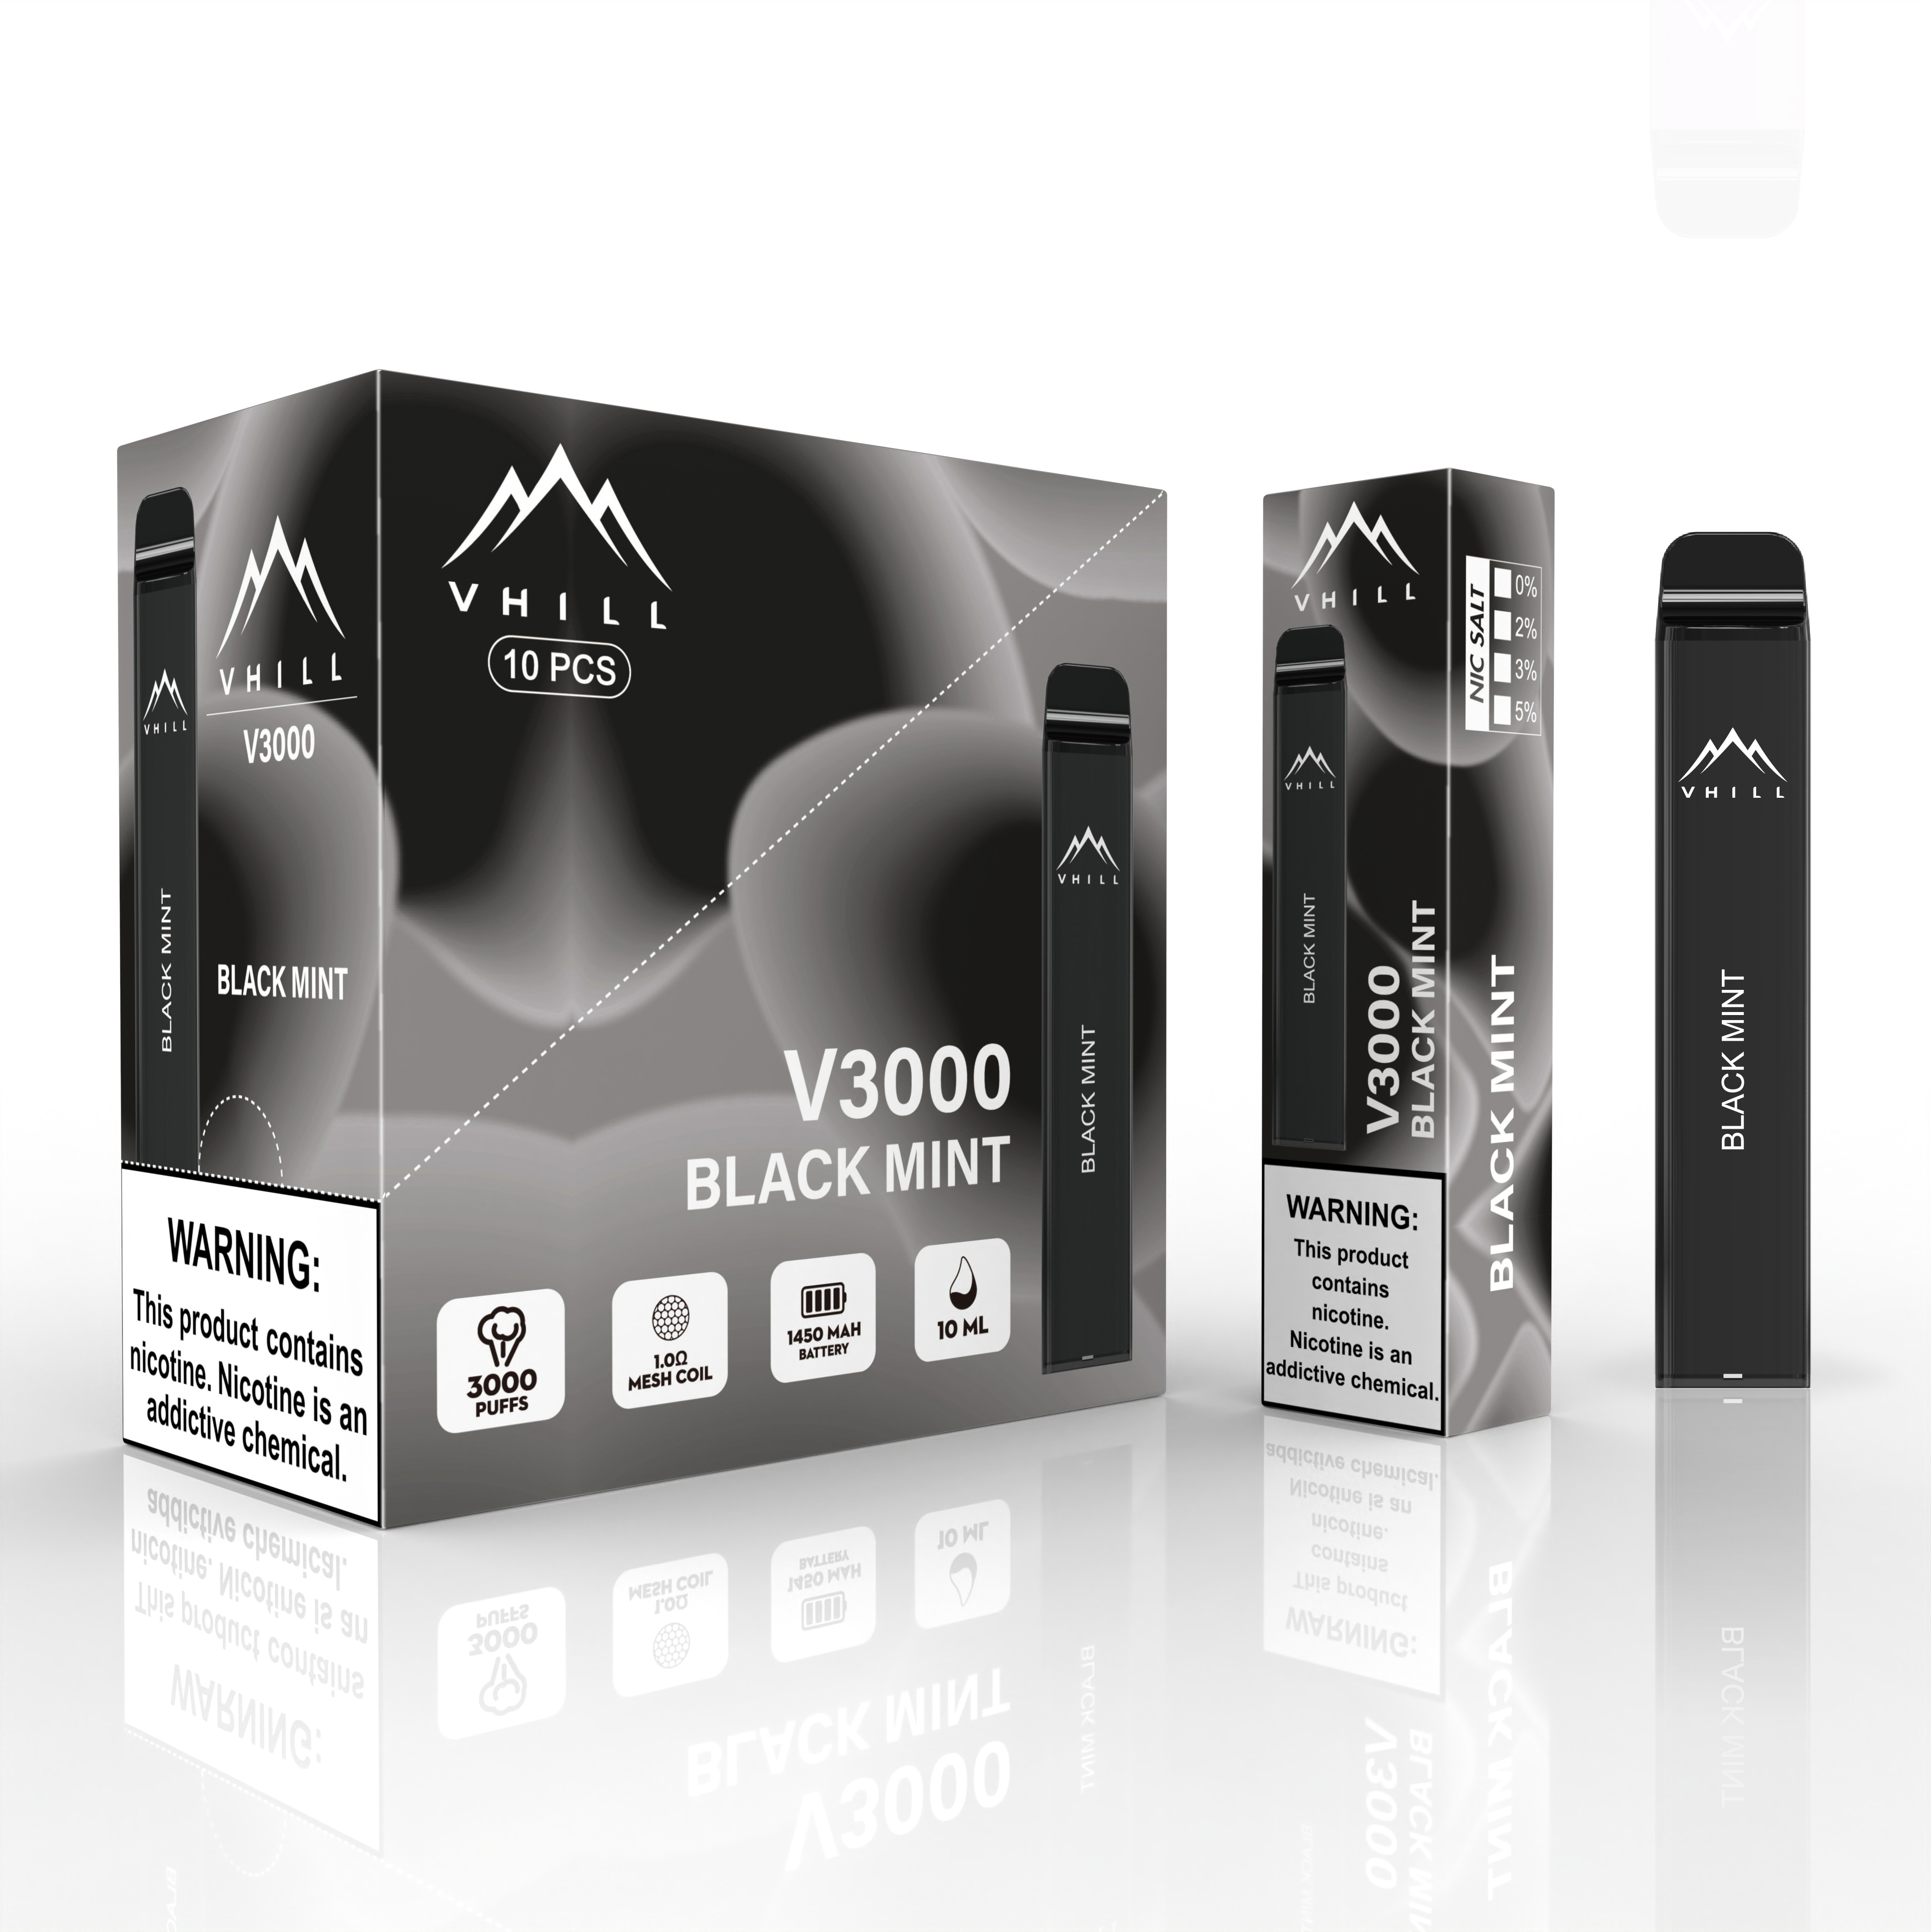 VHILL
V3000
BLACK MINT
VHILL
BLACK MINT
WARNING:
This product contains
nicotine. Nicotine is an
addictive chemical.
VHILL
10 PCS
V3000
BLACK MINT
3000
PUFFS
1.0Ω
MESH COIL
1450 MAH
BATTERY
10 ML
VHILL
BLACK MINT
VHILL
VHILL
BLACK MINT
V3000
BLACK MINT
WARNING:
This product
contains
nicotine.
Nicotine is an
addictive chemical.
NIC SALT
0%
2%
3%
5%
BLACK MINT
VHILL
BLACK MINT